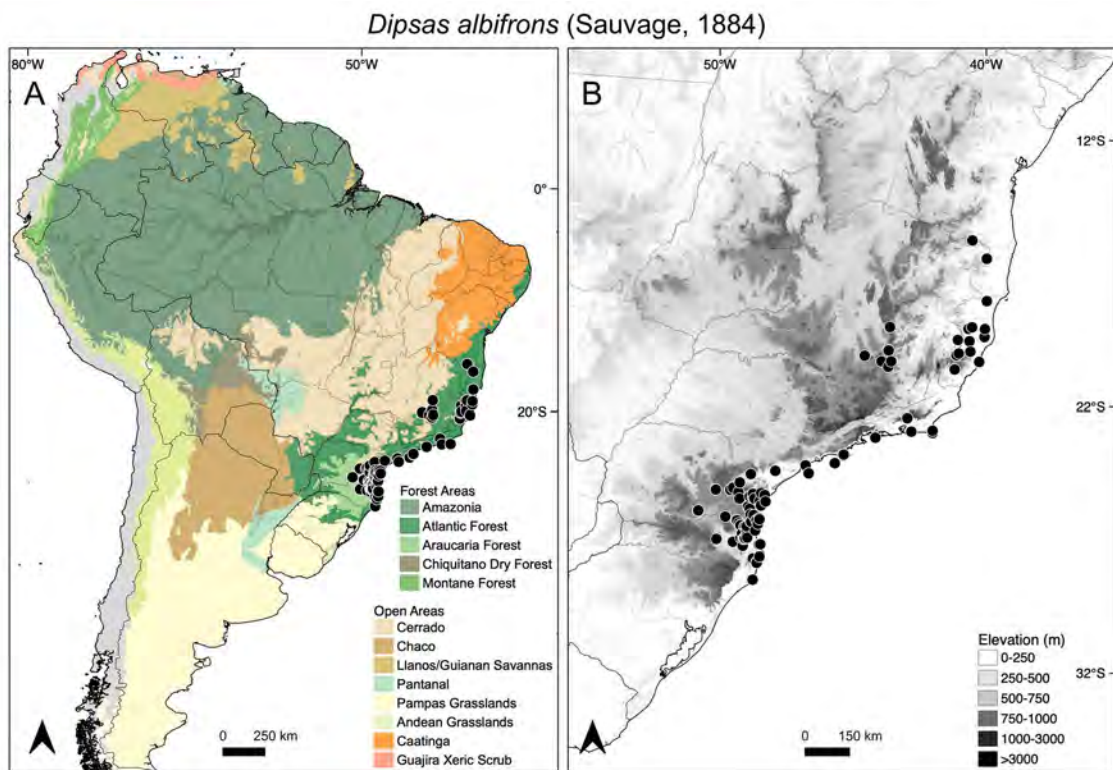 Dipsas albifrons (Sauvage, 1884)
80°W 50°W
A
0°
20°S
Forest Areas
Amazonia
Atlantic Forest
Araucaria Forest
Chiquitano Dry Forest
Montane Forest
Open Areas
Cerrado
Chaco
Llanos/Guianan Savannas
Pantanal
Pampas Grasslands
Andean Grasslands
Caatinga
Guajira Xeric Scrub
0 250 km
50°W 40°W
B
12°S
22°S
32°S
Elevation (m)
0-250
250-500
500-750
750-1000
1000-3000
>3000
0 150 km